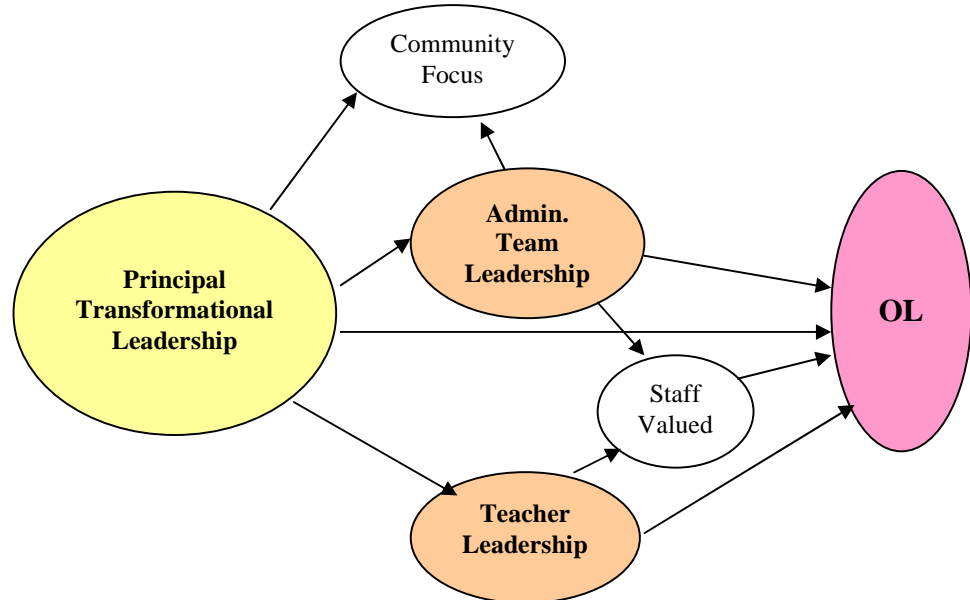 Community
Focus
Admin.
Team
Leadership
Principal
Transformational
Leadership
OL
Staff
Valued
Teacher
Leadership